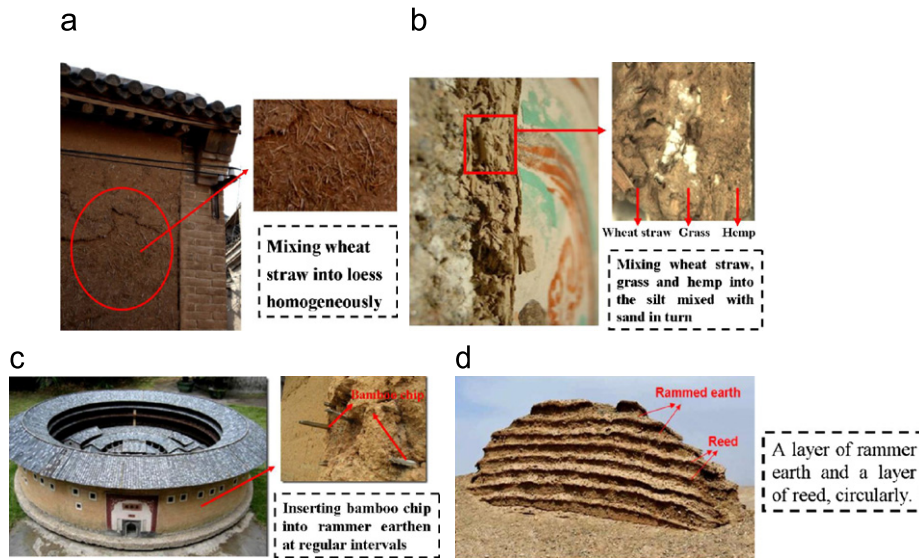 a
b
Mixing wheat
straw into loess
homogeneously
Wheat straw Grass Hemp
Mixing wheat straw,
grass and hemp into
the silt mixed with
sand in turn
c
d
Bamboo chip
Inserting bamboo chip
into rammer earthen
at regular intervals
Rammed earth
Reed
A layer of rammer
earth and a layer
of reed, circularly.